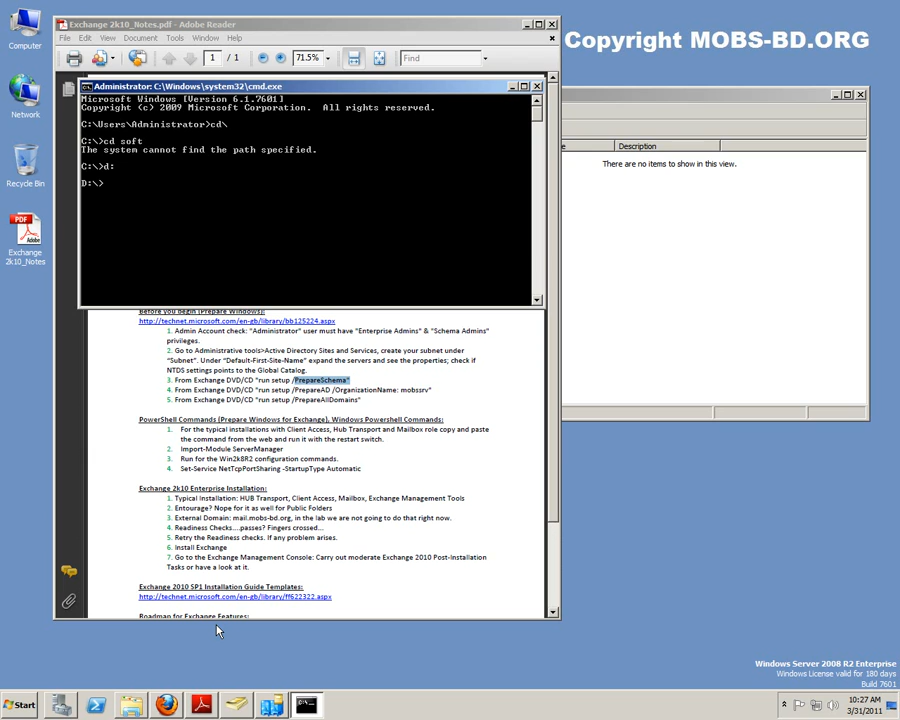 Computer
Network
Recycle Bin
Exchange
2k10_Notes
Exchange 2k10_Notes.pdf - Adobe Reader
File Edit View Document Tools Window Help
1 / 1 71.5% Find
Copyright MOBS-BD.ORG
Administrator: C:\Windows\system32\cmd.exe
Microsoft Windows [Version 6.1.7601]
Copyright (c) 2009 Microsoft Corporation. All rights reserved.
C:\Users\Administrator>cd\
C:\>cd soft
The system cannot find the path specified.
C:\>d:
D:\>
e Description
There are no items to show in this view.
Before you begin (Prepare Windows):
http://technet.microsoft.com/en-gb/library/bb125224.aspx
1. Admin Account check: "Administrator" user must have "Enterprise Admins" & "Schema Admins"
privileges.
2. Go to Administrative tools>Active Directory Sites and Services, create your subnet under
"Subnet". Under "Default-First-Site-Name" expand the servers and see the properties; check if
NTDS settings points to the Global Catalog.
3. From Exchange DVD/CD "run setup /PrepareSchema"
4. From Exchange DVD/CD "run setup /PrepareAD /OrganizationName: mobssrv"
5. From Exchange DVD/CD "run setup /PrepareAllDomains"
PowerShell Commands (Prepare Windows for Exchange), Windows Powershell Commands:
1. For the typical installations with Client Access, Hub Transport and Mailbox role copy and paste
the command from the web and run it with the restart switch.
2. Import-Module ServerManager
3. Run for the Win2k8R2 configuration commands.
4. Set-Service NetTcpPortSharing -StartupType Automatic
Exchange 2k10 Enterprise Installation:
1. Typical Installation: HUB Transport, Client Access, Mailbox, Exchange Management Tools
2. Entourage? Nope for it as well for Public Folders
3. External Domain: mail.mobs-bd.org, in the lab we are not going to do that right now.
4. Readiness Checks....passes? Fingers crossed...
5. Retry the Readiness checks. If any problem arises.
6. Install Exchange
7. Go to the Exchange Management Console: Carry out moderate Exchange 2010 Post-Installation
Tasks or have a look at it.
Exchange 2010 SP1 Installation Guide Templates:
http://technet.microsoft.com/en-gb/library/ff622322.aspx
Roadmap for Exchange Features:
Windows Server 2008 R2 Enterprise
Windows License valid for 180 days
Build 7601
Start
10:27 AM
3/31/2011